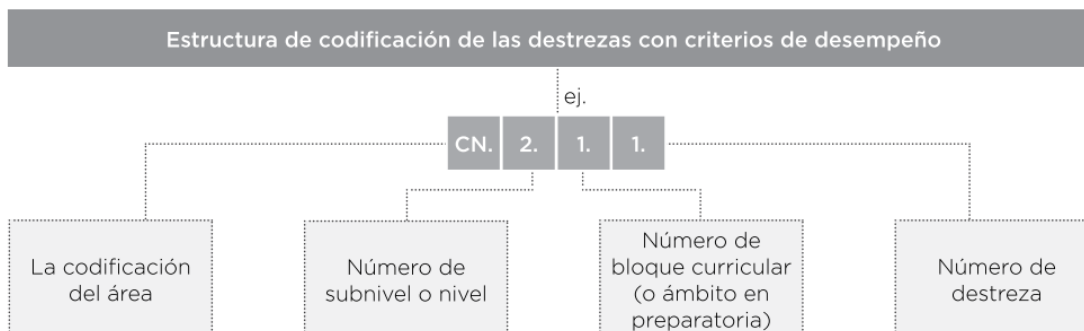 Estructura de codificación de las destrezas con criterios de desempeño
ej.
CN. 2. 1. 1.
La codificación
del área
Número de
subnivel o nivel
Número de
bloque curricular
(o ámbito en
preparatoria)
Número de
destreza